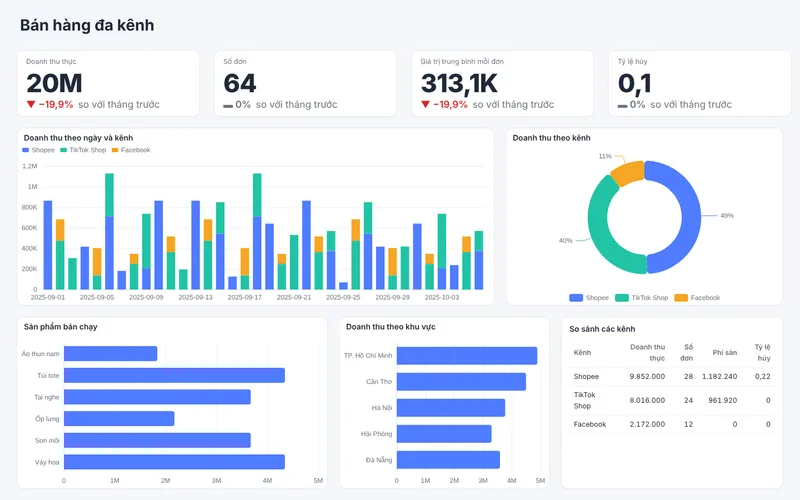 Bán hàng đa kênh
Doanh thu thực
20M
▼ −19,9% so với tháng trước
Số đơn
64
▬ 0% so với tháng trước
Giá trị trung bình mỗi đơn
313,1K
▼ −19,9% so với tháng trước
Tỷ lệ hủy
0,1
▬ 0% so với tháng trước
Doanh thu theo ngày và kênh
Shopee TikTok Shop Facebook
1.2M
1M
800K
600K
400K
200K
0
2025-09-01 2025-09-05 2025-09-09 2025-09-13 2025-09-17 2025-09-21 2025-09-25 2025-09-29 2025-10-03
Doanh thu theo kênh
11%
49%
40%
Shopee TikTok Shop Facebook
Sản phẩm bán chạy
Áo thun nam
Túi tote
Tai nghe
Ốp lưng
Son môi
Váy hoa
0 1M 2M 3M 4M 5M
Doanh thu theo khu vực
TP. Hồ Chí Minh
Cần Thơ
Hà Nội
Hải Phòng
Đà Nẵng
0 1M 2M 3M 4M 5M
So sánh các kênh
Kênh Doanh thu thực Số đơn Phí sàn Tỷ lệ hủy
Shopee 9.852.000 28 1.182.240 0,22
TikTok Shop 8.016.000 24 961.920 0
Facebook 2.172.000 12 0 0